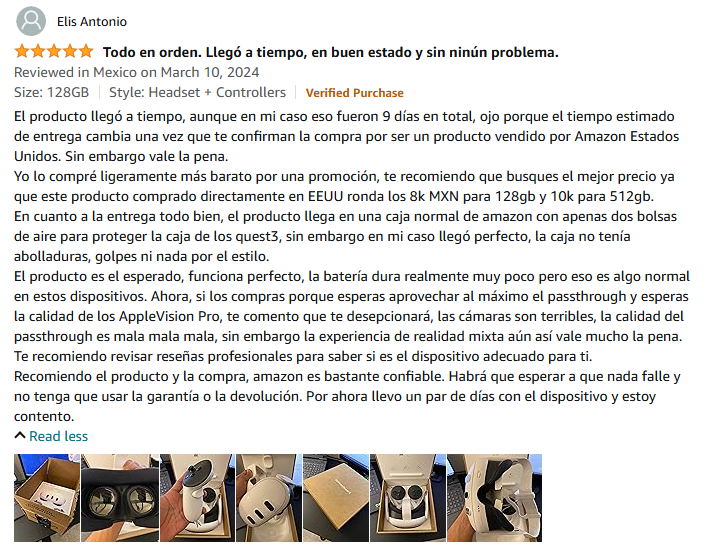 Elis Antonio
Todo en orden. Llegó a tiempo, en buen estado y sin ninún problema.
Reviewed in Mexico on March 10, 2024
Size: 128GB | Style: Headset + Controllers | Verified Purchase
El producto llegó a tiempo, aunque en mi caso eso fueron 9 días en total, ojo porque el tiempo estimado
de entrega cambia una vez que te confirman la compra por ser un producto vendido por Amazon Estados
Unidos. Sin embargo vale la pena.
Yo lo compré ligeramente más barato por una promoción, te recomiendo que busques el mejor precio ya
que este producto comprado directamente en EEUU ronda los 8k MXN para 128gb y 10k para 512gb.
En cuanto a la entrega todo bien, el producto llega en una caja normal de amazon con apenas dos bolsas
de aire para proteger la caja de los quest3, sin embargo en mi caso llegó perfecto, la caja no tenía
abolladuras, golpes ni nada por el estilo.
El producto es el esperado, funciona perfecto, la batería dura realmente muy poco pero eso es algo normal
en estos dispositivos. Ahora, si los compras porque esperas aprovechar al máximo el passthrough y esperas
la calidad de los AppleVision Pro, te comento que te desepcionará, las cámaras son terribles, la calidad del
passthrough es mala mala mala, sin embargo la experiencia de realidad mixta aún así vale mucho la pena.
Te recomiendo revisar reseñas profesionales para saber si es el dispositivo adecuado para ti.
Recomiendo el producto y la compra, amazon es bastante confiable. Habrá que esperar a que nada falle y
no tenga que usar la garantía o la devolución. Por ahora llevo un par de días con el dispositivo y estoy
contento.
Read less